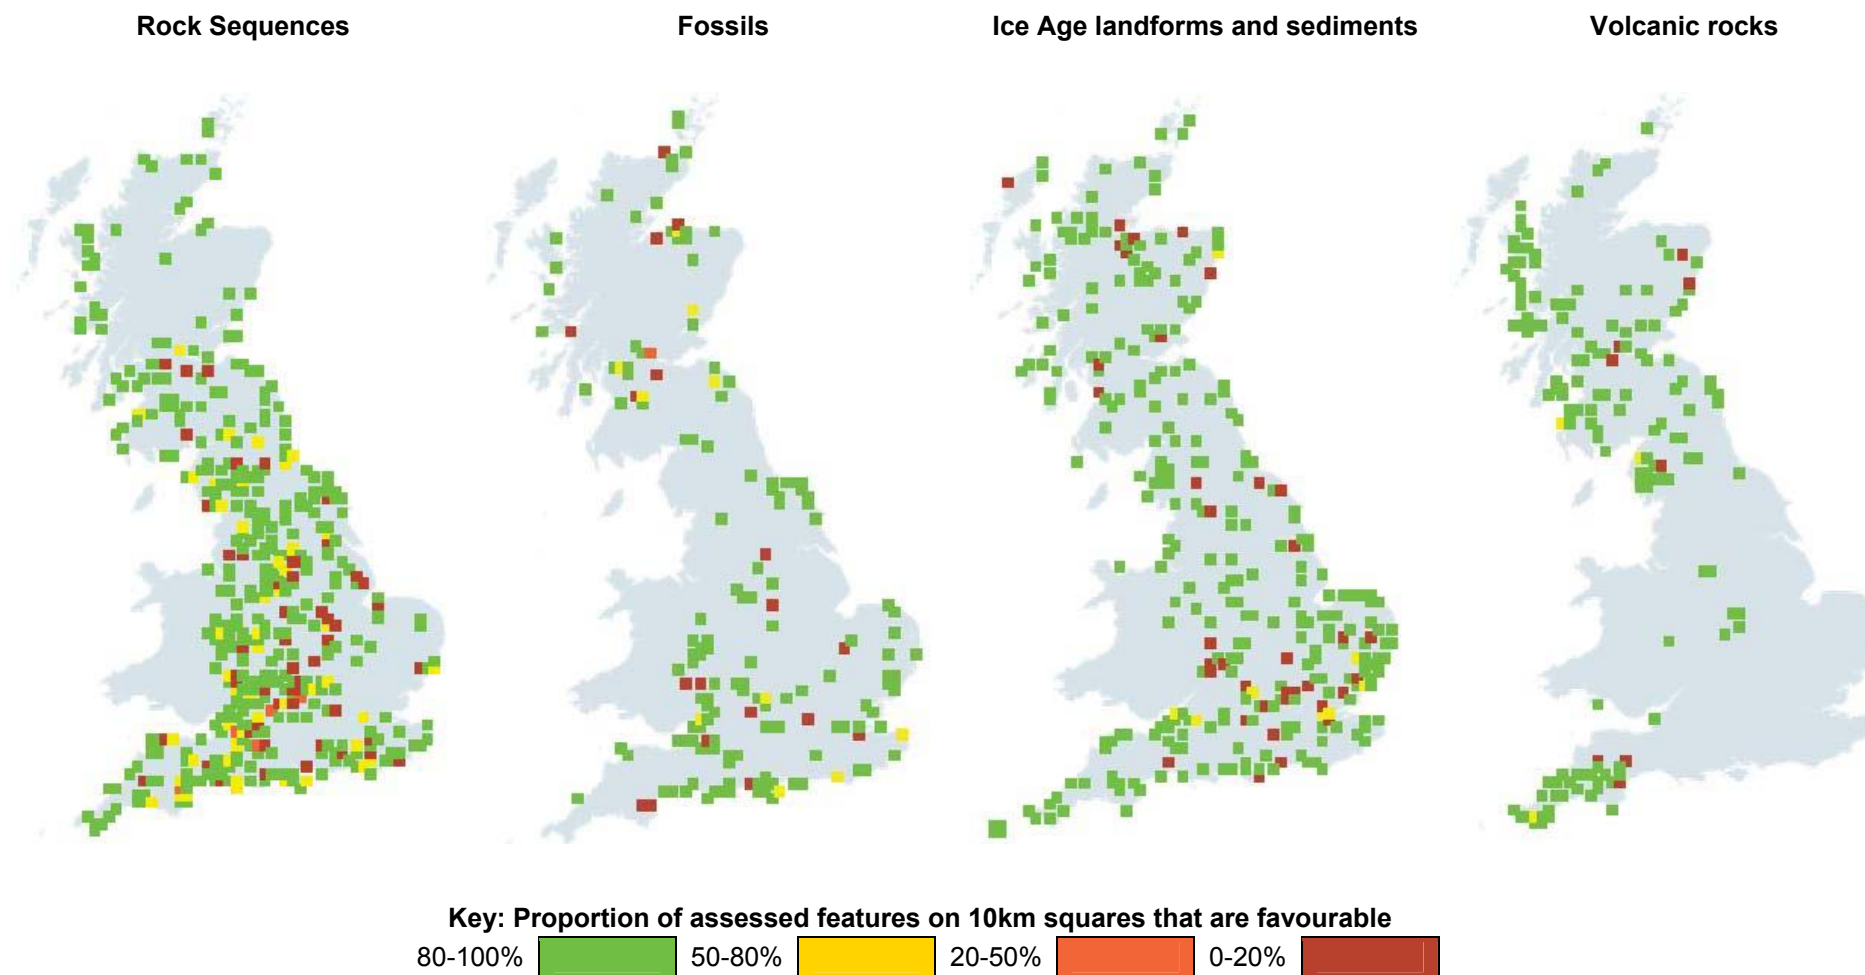 Rock Sequences
Fossils
Ice Age landforms and sediments
Volcanic rocks
Key: Proportion of assessed features on 10km squares that are favourable
80-100% 50-80% 20-50% 0-20%